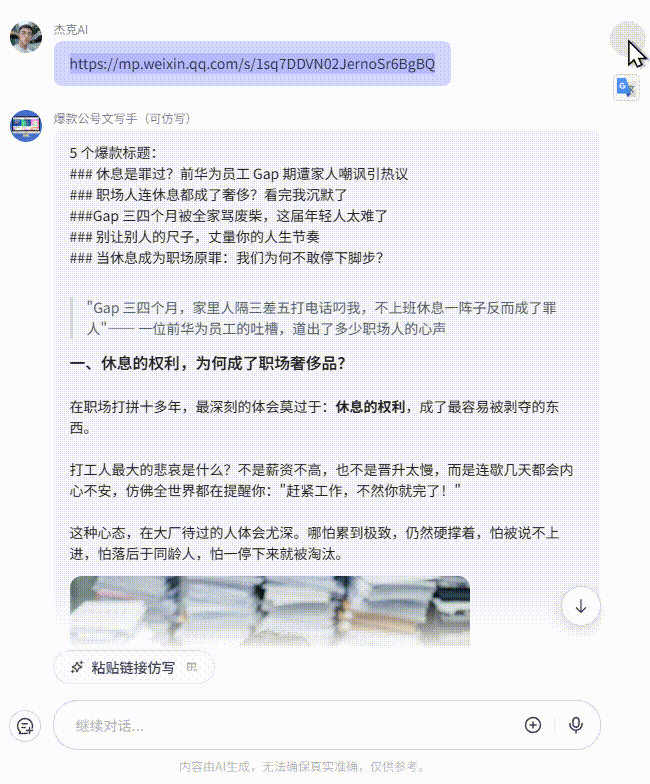 杰克AI
https://mp.weixin.qq.com/s/1sq7DDVN02JernoSr6BgBQ
爆款公号文写手（可仿写）
5 个爆款标题：
### 休息是罪过？前华为员工 Gap 期遭家人嘲讽引热议
### 职场人连休息都成了奢侈？看完我沉默了
###Gap 三四个月被全家骂废柴，这届年轻人太难了
### 别让别人的尺子，丈量你的人生节奏
### 当休息成为职场原罪：我们为何不敢停下脚步？
"Gap 三四个月，家里人隔三差五打电话叼我，不上班休息一阵子反而成了罪
人"—— 一位前华为员工的吐槽，道出了多少职场人的心声
一、休息的权利，为何成了职场奢侈品？
在职场打拼十多年，最深刻的体会莫过于：休息的权利，成了最容易被剥夺的东
西。
打工人最大的悲哀是什么？不是薪资不高，也不是晋升太慢，而是连歇几天都会内
心不安，仿佛全世界都在提醒你："赶紧工作，不然你就完了！"
这种心态，在大厂待过的人体会尤深。哪怕累到极致，仍然硬撑着，怕被说不上
进，怕落后于同龄人，怕一停下来就被淘汰。
粘贴链接仿写
继续对话...
内容由AI生成，无法确保真实准确，仅供参考。